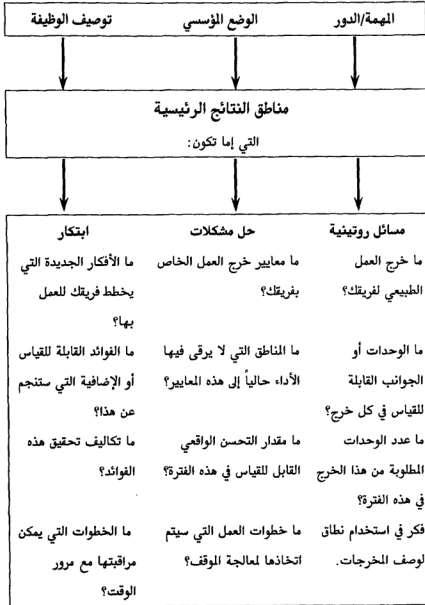 المهمة/الدور
الوضع المؤسسي
توصيف الوظيفة
مناطق النتائج الرئيسية
التي إما تكون:
مسائل روتينية
ما خرج العمل
الطبيعي لفريقك؟
ما الوحدات أو
الجوانب القابلة
للقياس في كل خرج؟
ما عدد الوحدات
المطلوبة من هذا الخرج
في هذه الفترة؟
فكر في استخدام نطاق
لوصف المخرجات.
حل مشكلات
ما معايير خرج العمل الخاص
بفريقك؟
ما المناطق التي لا يرقى فيها
الأداء حالياً إلى هذه المعايير؟
ما مقدار التحسن الواقعي
القابل للقياس في هذه الفترة؟
ما خطوات العمل التي سيتم
اتخاذها لمعالجة الموقف؟
ابتكار
ما الأفكار الجديدة التي
يخطط فريقك للعمل
بها؟
ما الفوائد القابلة للقياس
أو الإضافية التي ستنجم
عن هذا؟
ما تكاليف تحقيق هذه
الفوائد؟
ما الخطوات التي يمكن
مراقبتها مع مرور
الوقت؟